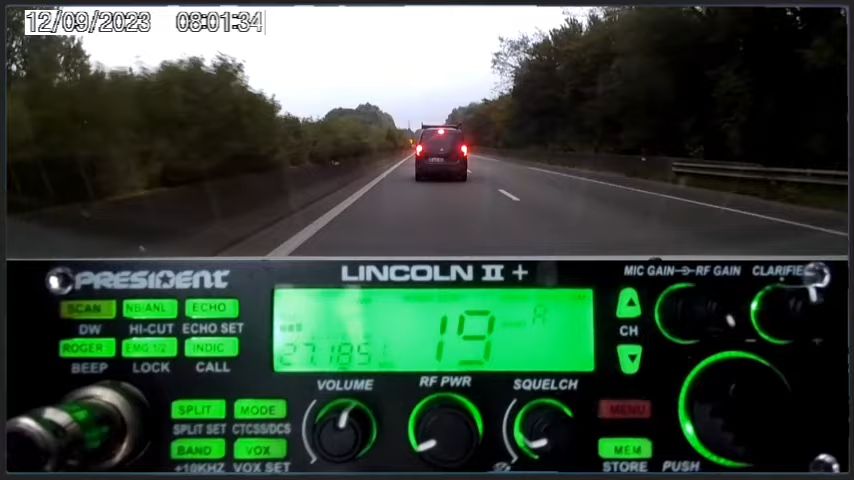 12/09/2023 08:01:34
PRESIDENT LINCOLN II + MIC GAIN RF GAIN CLARIFIER
SCAN NB/ANL ECHO
DW HI-CUT ECHO SET
19 A
CH
ROGER EMG 1/2 INDIC
27.185
BEEP LOCK CALL
VOLUME RF PWR SQUELCH
SPLIT MODE MENU
SPLIT SET CTCSS/DCS
BAND VOX MEM
+10KHZ VOX SET STORE PUSH